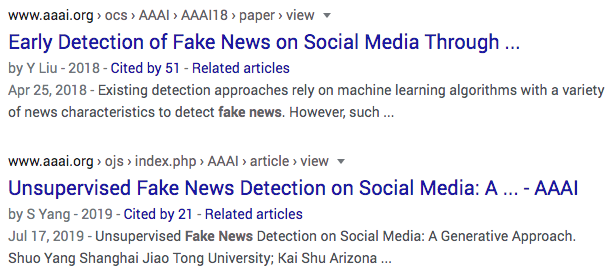 www.aaai.org › ocs › AAAI › AAAI18 › paper › view
Early Detection of Fake News on Social Media Through ...
by Y Liu - 2018 - Cited by 51 - Related articles
Apr 25, 2018 - Existing detection approaches rely on machine learning algorithms with a variety
of news characteristics to detect fake news. However, such ...
www.aaai.org › ojs › index.php › AAAI › article › view
Unsupervised Fake News Detection on Social Media: A ... - AAAI
by S Yang - 2019 - Cited by 21 - Related articles
Jul 17, 2019 - Unsupervised Fake News Detection on Social Media: A Generative Approach.
Shuo Yang Shanghai Jiao Tong University; Kai Shu Arizona ...